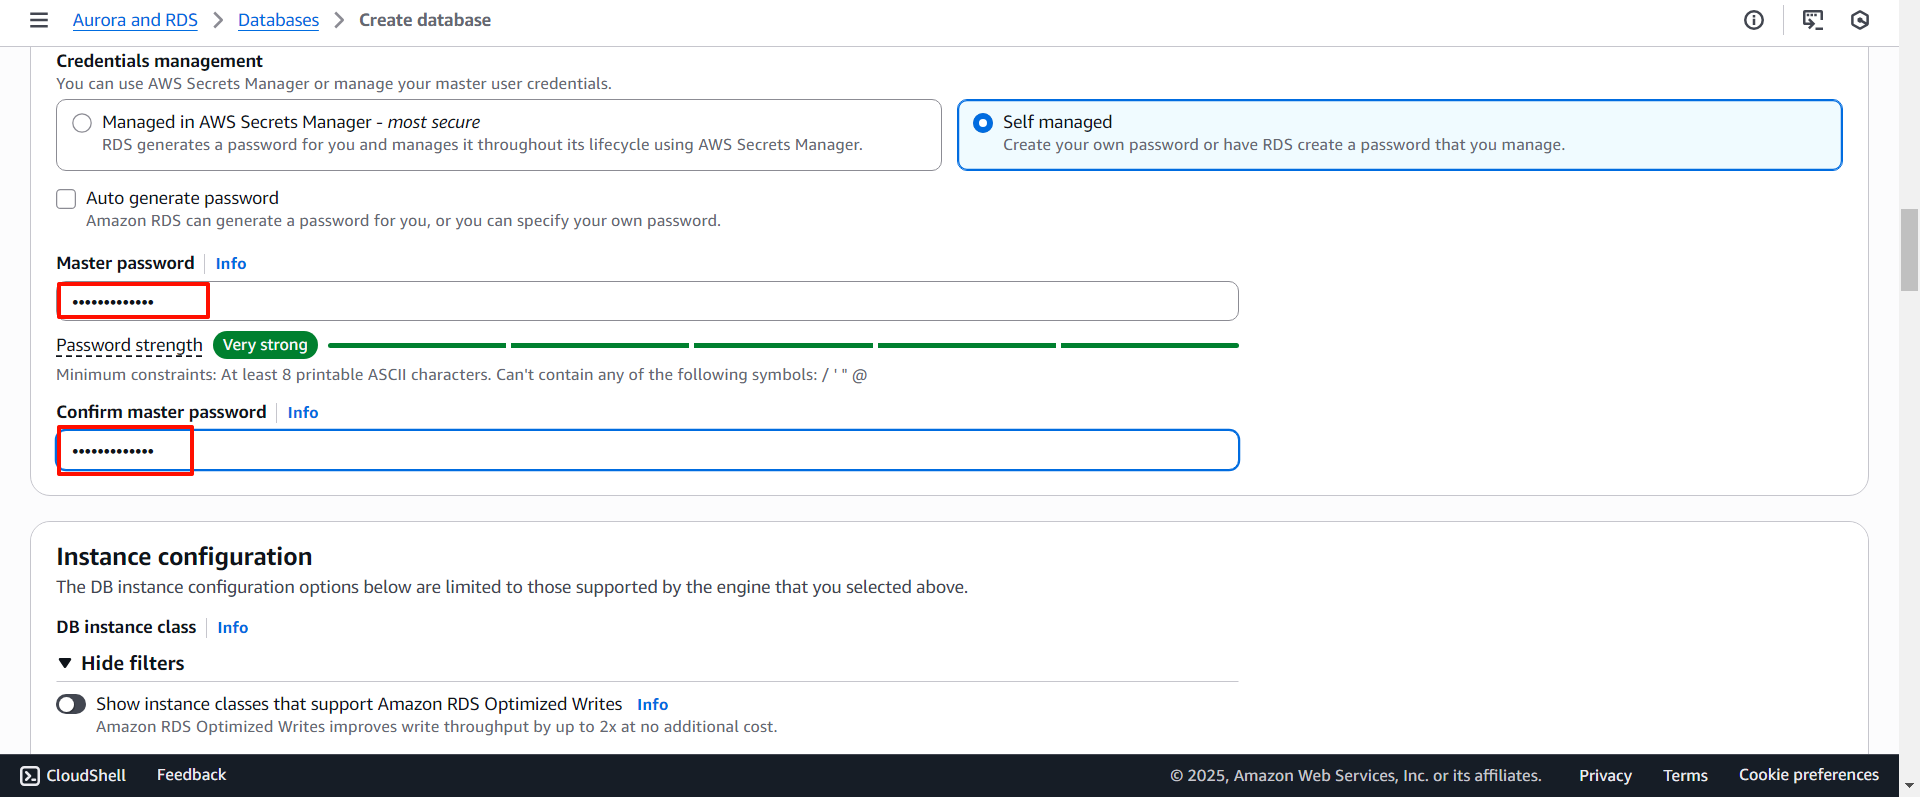 Aurora and RDS > Databases > Create database
Credentials management
You can use AWS Secrets Manager or manage your master user credentials.
Managed in AWS Secrets Manager - most secure
RDS generates a password for you and manages it throughout its lifecycle using AWS Secrets Manager.
Self managed
Create your own password or have RDS create a password that you manage.
Auto generate password
Amazon RDS can generate a password for you, or you can specify your own password.
Master password Info
•••••••••••••
Password strength Very strong
Minimum constraints: At least 8 printable ASCII characters. Can't contain any of the following symbols: / ' " @
Confirm master password Info
•••••••••••••
Instance configuration
The DB instance configuration options below are limited to those supported by the engine that you selected above.
DB instance class Info
Hide filters
Show instance classes that support Amazon RDS Optimized Writes Info
Amazon RDS Optimized Writes improves write throughput by up to 2x at no additional cost.
CloudShell Feedback © 2025, Amazon Web Services, Inc. or its affiliates. Privacy Terms Cookie preferences